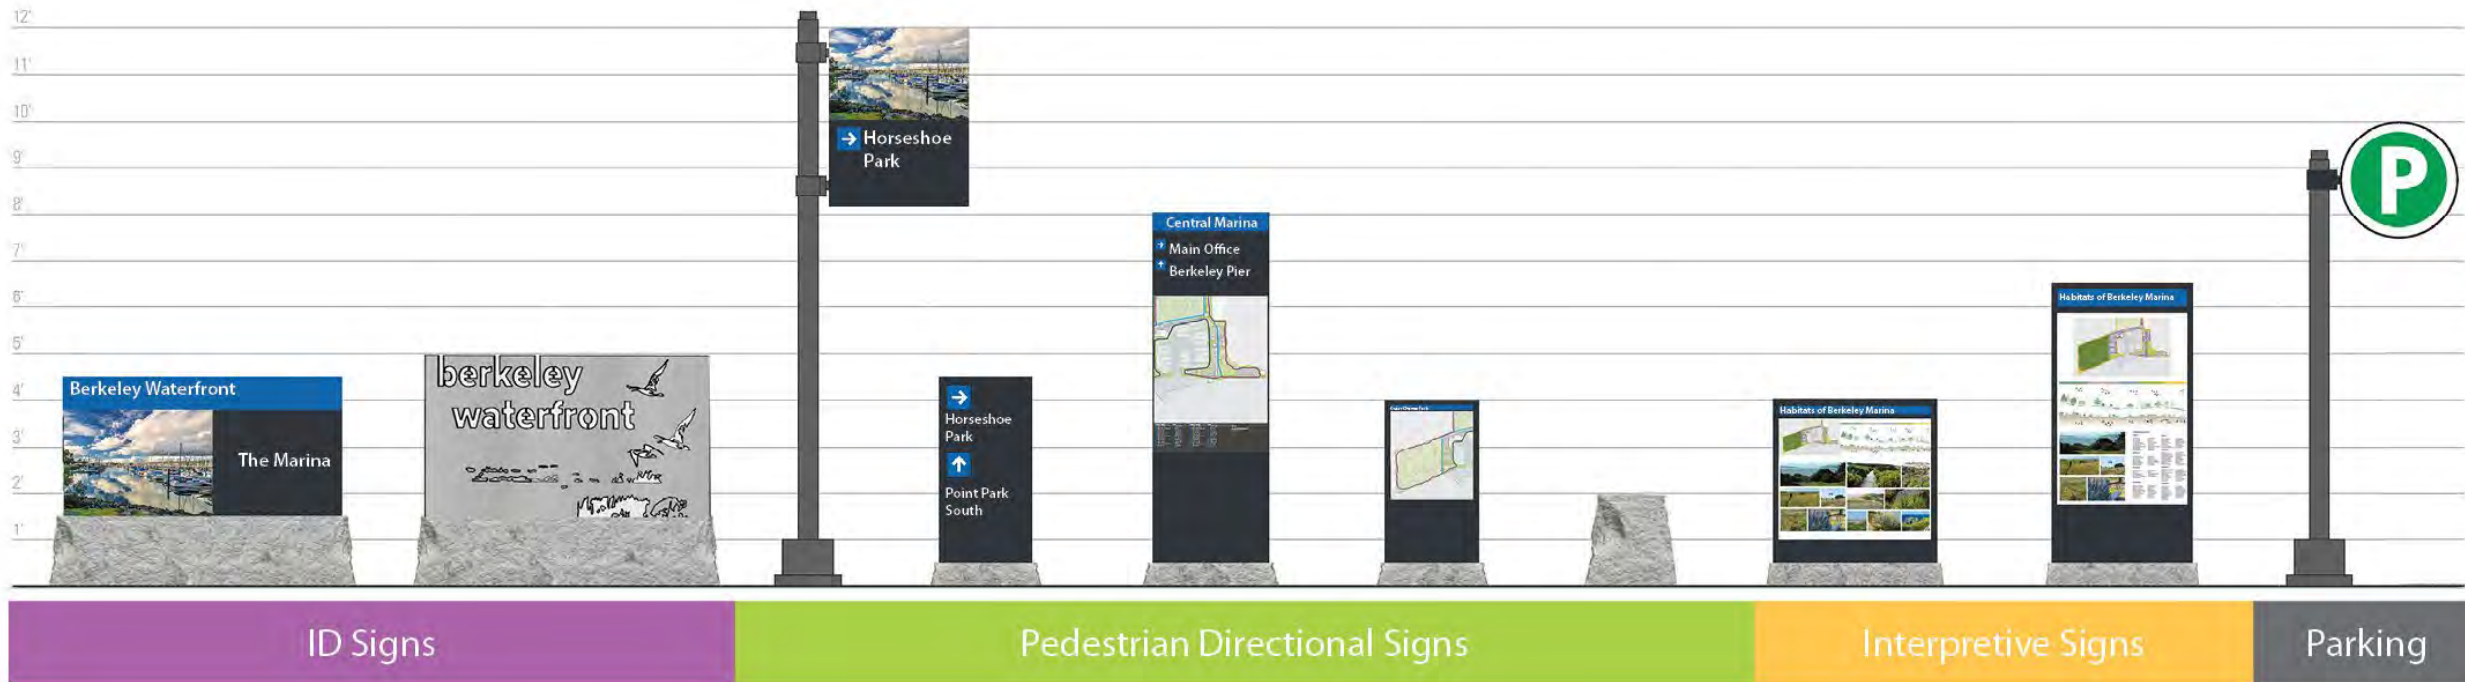 12'
11'
10'
9'
8'
7'
6'
5'
4'
3'
2'
1'
Berkeley Waterfront
The Marina
berkeley
waterfront
Horseshoe
Park
Horseshoe
Park
Point Park
South
Central Marina
Main Office
Berkeley Pier
Habitats of Berkeley Marina
Habitats of Berkeley Marina
P
ID Signs
Pedestrian Directional Signs
Interpretive Signs
Parking